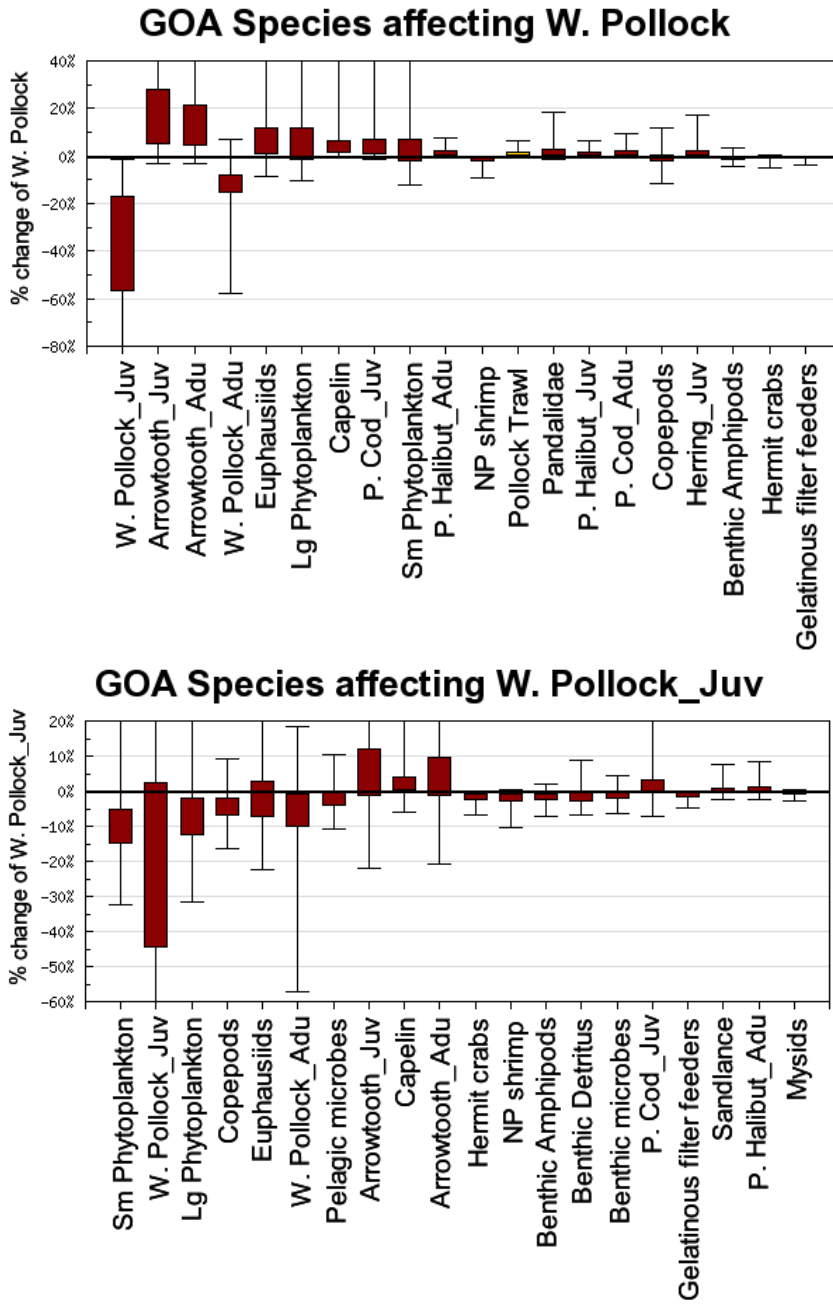 GOA Species affecting W. Pollock
% change of W. Pollock
40%
20%
0%
-20%
-40%
-60%
-80%
W. Pollock_Juv
Arrowtooth_Juv
Arrowtooth_Adu
W. Pollock_Adu
Euphausiids
Lg Phytoplankton
Capelin
P. Cod_Juv
Sm Phytoplankton
P. Halibut_Adu
NP shrimp
Pollock Trawl
Pandalidae
P. Halibut_Juv
P. Cod_Adu
Copepods
Herring_Juv
Benthic Amphipods
Hermit crabs
Gelatinous filter feeders
GOA Species affecting W. Pollock_Juv
% change of W. Pollock_Juv
20%
10%
0%
-10%
-20%
-30%
-40%
-50%
-60%
Sm Phytoplankton
W. Pollock_Juv
Lg Phytoplankton
Copepods
Euphausiids
W. Pollock_Adu
Pelagic microbes
Arrowtooth_Juv
Capelin
Arrowtooth_Adu
Hermit crabs
NP shrimp
Benthic Amphipods
Benthic Detritus
Benthic microbes
P. Cod_Juv
Gelatinous filter feeders
Sandlance
P. Halibut_Adu
Mysids